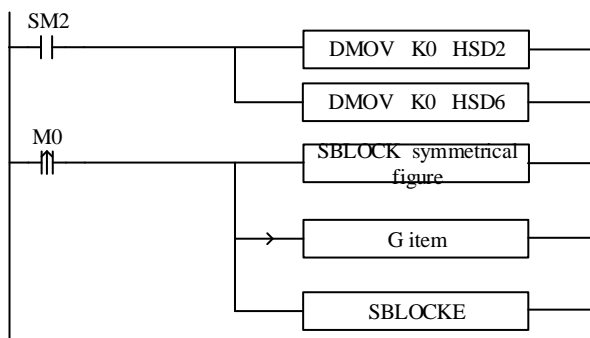 SM2
DMOV K0 HSD2
DMOV K0 HSD6
M0
SBLOCK symmetrical
figure
G item
SBLOCKE